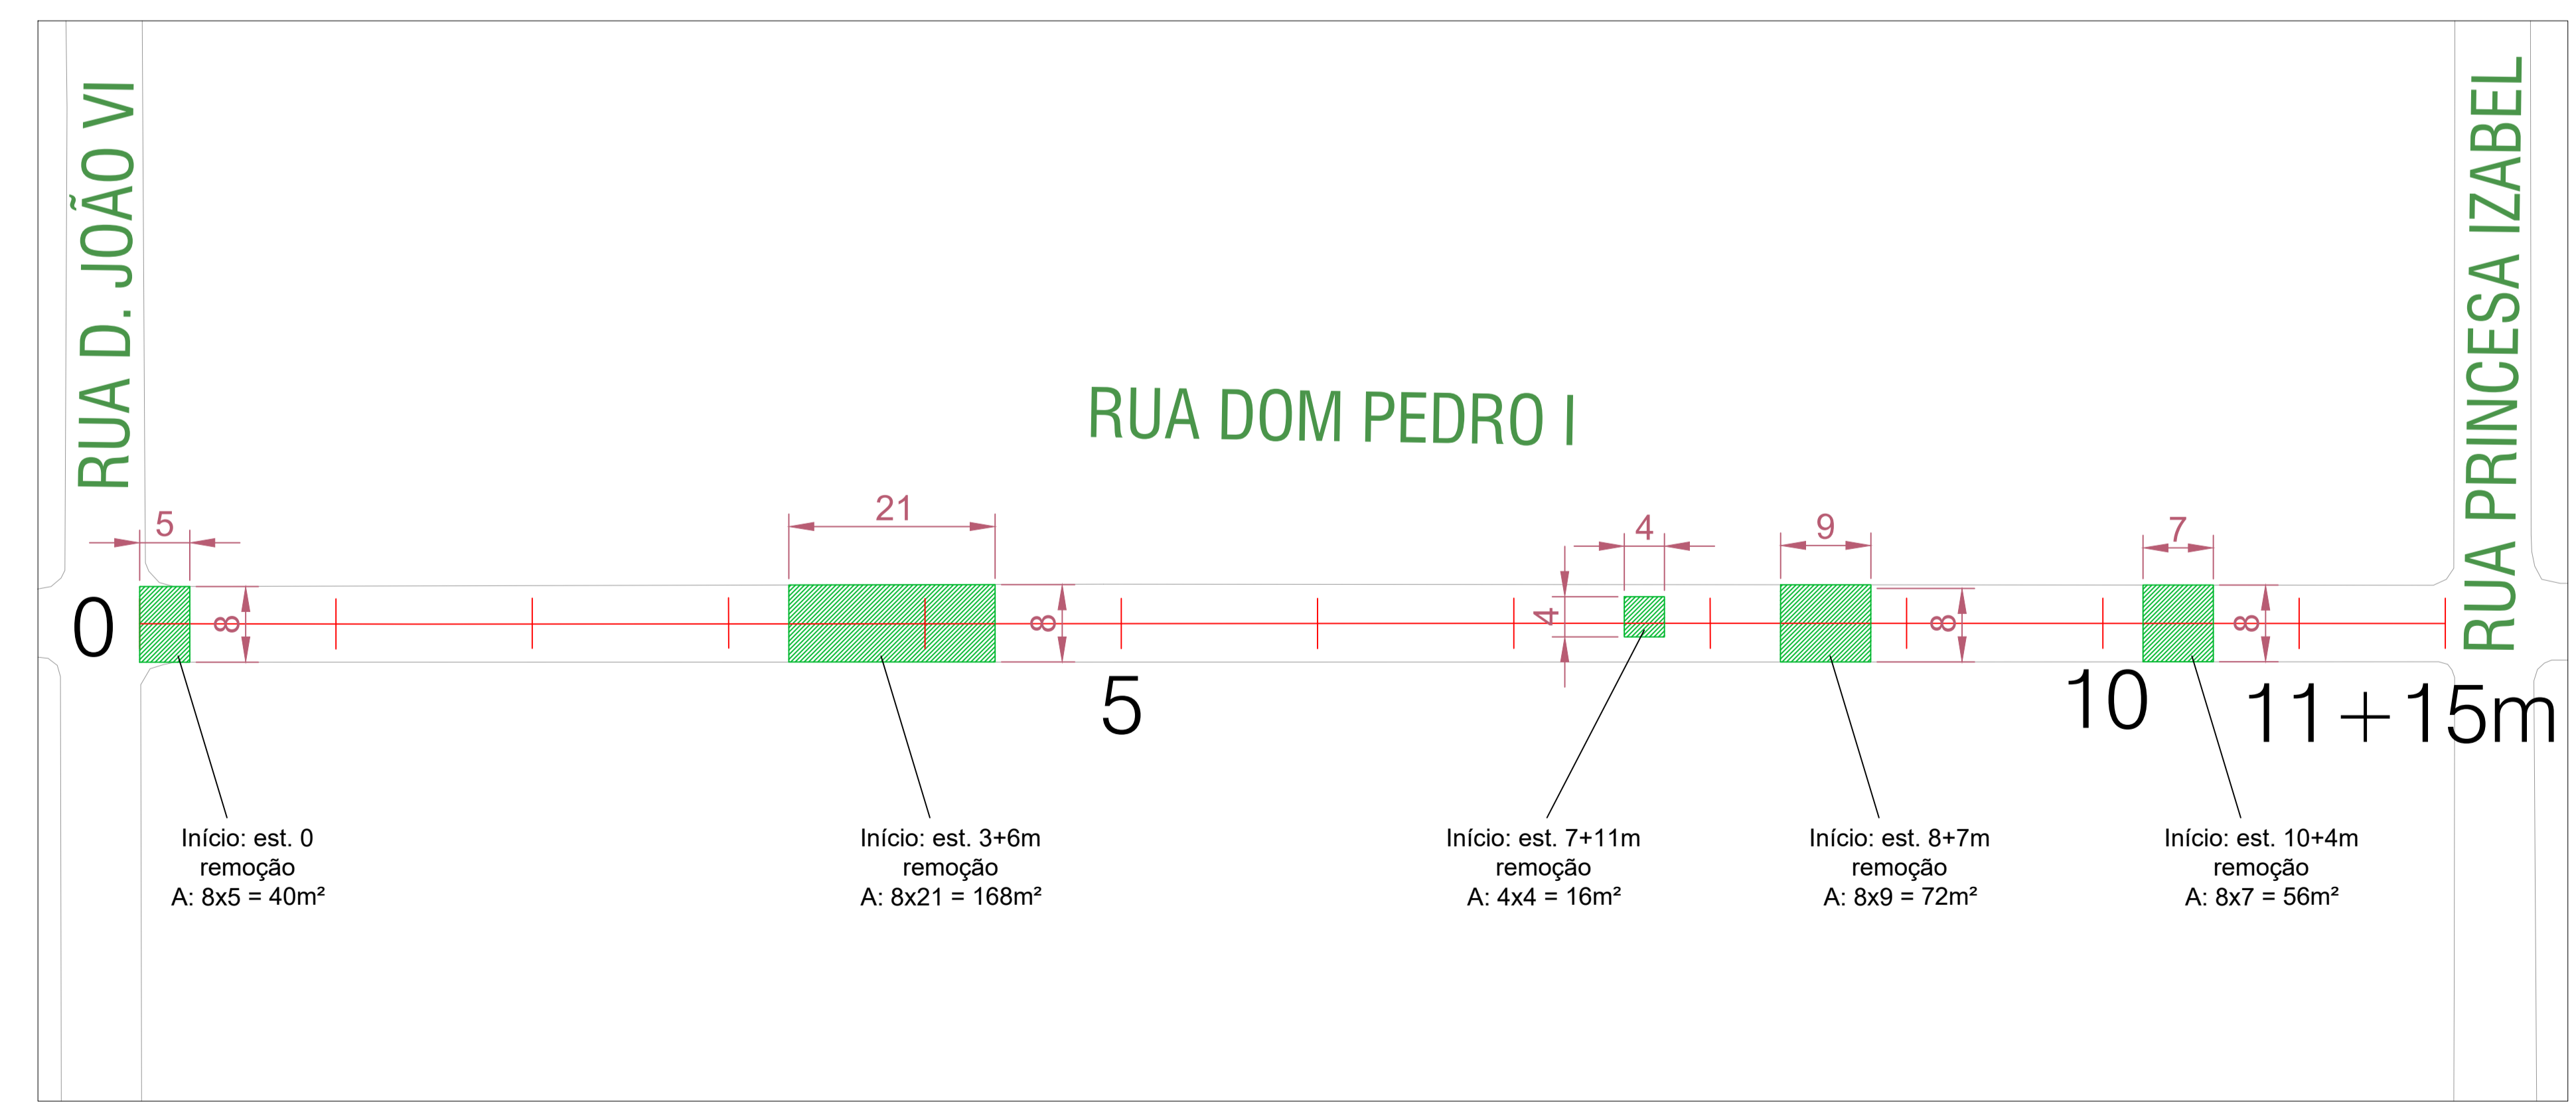 RUA D. JOÃO VI
RUA DOM PEDRO I
RUA PRINCESA IZABEL
5
21
4
9
7
0
8
8
4
8
8
5
10
11+15m
Início: est. 0
remoção
A: 8x5 = 40m²
Início: est. 3+6m
remoção
A: 8x21 = 168m²
Início: est. 7+11m
remoção
A: 4x4 = 16m²
Início: est. 8+7m
remoção
A: 8x9 = 72m²
Início: est. 10+4m
remoção
A: 8x7 = 56m²